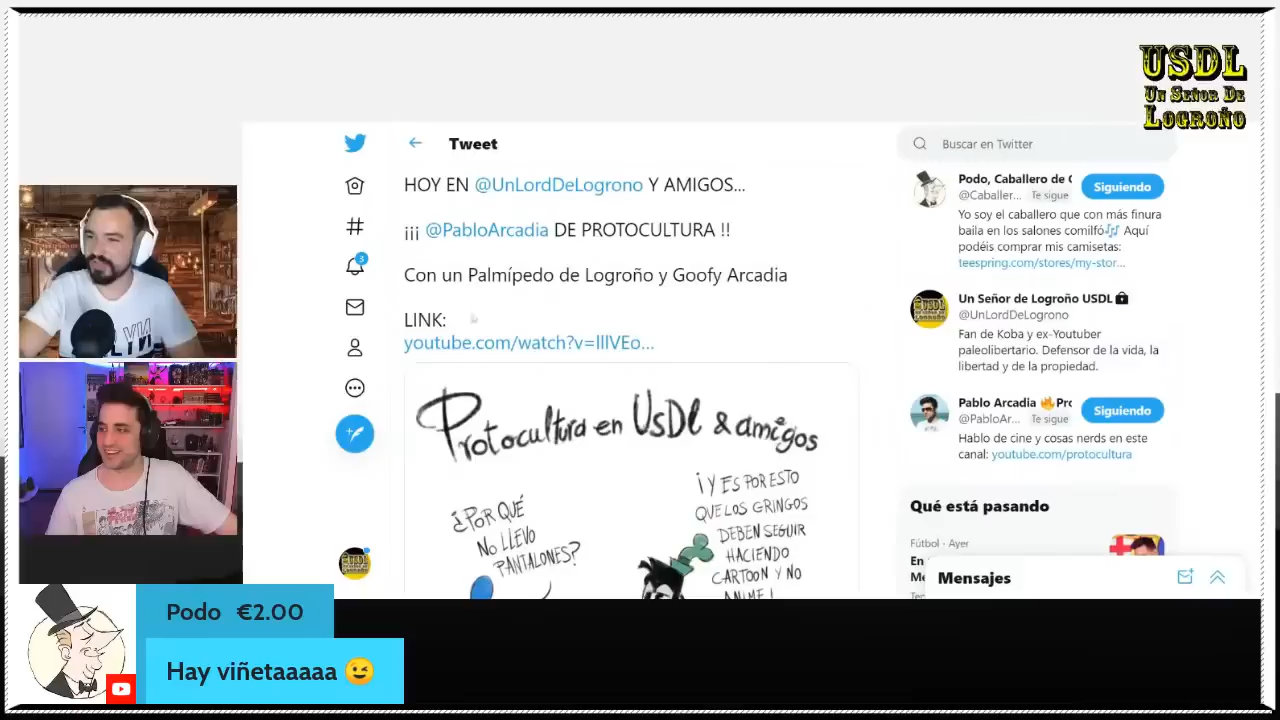 USDL
Un Señor De
Logroño
Tweet
HOY EN @UnLordDeLogrono Y AMIGOS...
¡¡¡ @PabloArcadia DE PROTOCULTURA !!
Con un Palmípedo de Logroño y Goofy Arcadia
LINK:
youtube.com/watch?v=lllVEo...
Protocultura en UsDl & amigos
¿POR QUÉ
NO LLEVO
PANTALONES?
¡Y ES POR ESTO
QUE LOS GRINGOS
DEBEN SEGUIR
HACIENDO
CARTOON Y NO
ANIME!
3
Buscar en Twitter
Podo, Caballero de
@Caballer... Te sigue
Siguiendo
Yo soy el caballero que con más finura
baila en los salones comilfó🎶 Aquí
podéis comprar mis camisetas:
teespring.com/stores/my-stor...
Un Señor de Logroño USDL
@UnLordDeLogrono
Fan de Koba y ex-Youtuber
paleolibertario. Defensor de la vida, la
libertad y de la propiedad.
Pablo Arcadia 🔥Prc
@PabloAr... Te sigue
Siguiendo
Hablo de cine y cosas nerds en este
canal: youtube.com/protocultura
Qué está pasando
Fútbol · Ayer
En
Me
Mensajes
Podo €2.00
Hay viñetaaaaa 😉